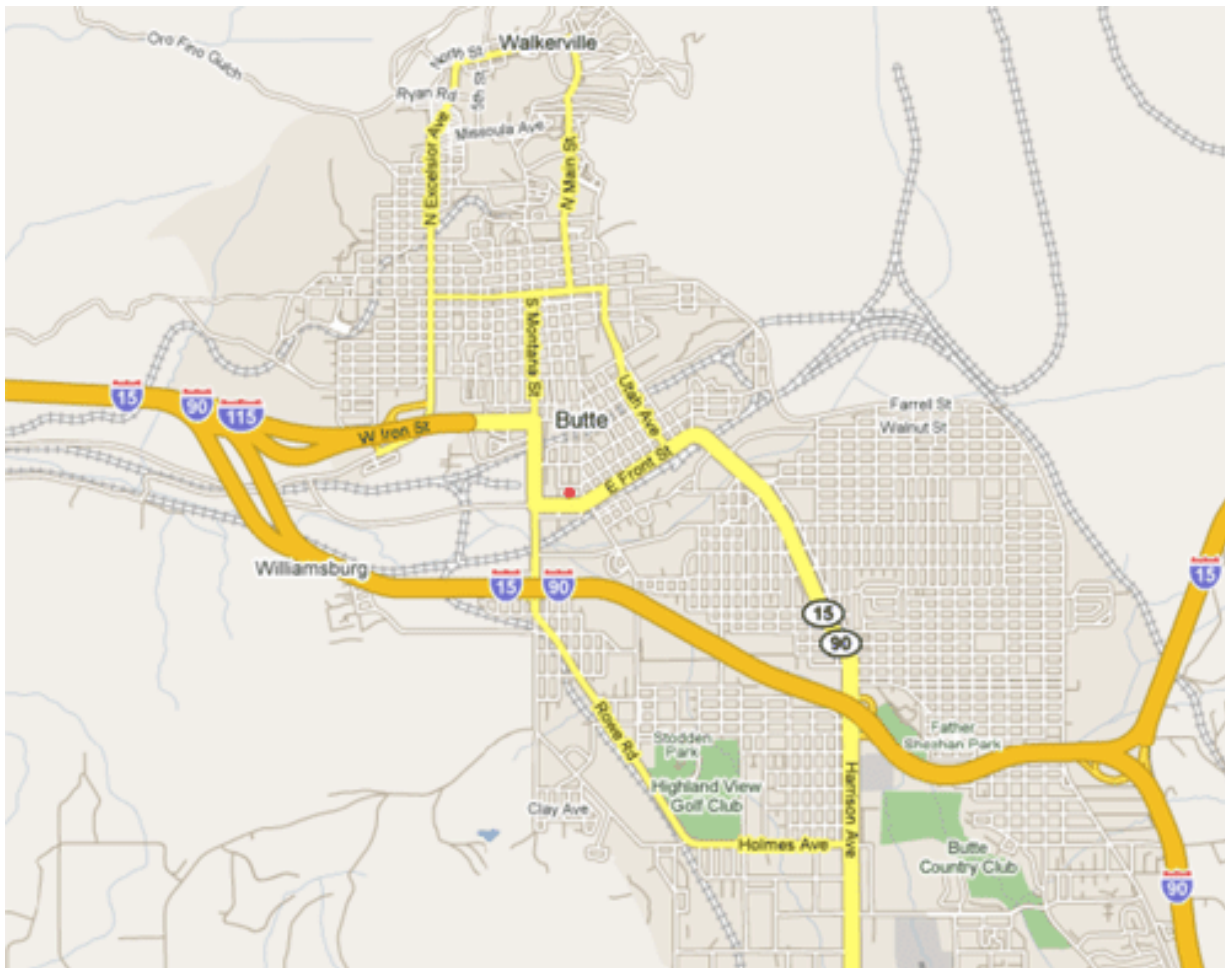 Oro Fino Gulch
North St
Walkerville
Ryan Rd
5th St
Missoula Ave
N Excelsior Ave
N Main St
S Montana St
Utah Ave
15
90
115
W Iron St
Butte
E Front St
Farrell St
Walnut St
Williamsburg
15
90
15
15
90
Rowe Rd
Stodden
Park
Highland View
Golf Club
Father
Sheehan Park
Harrison Ave
Clay Ave
Holmes Ave
Butte
Country Club
90